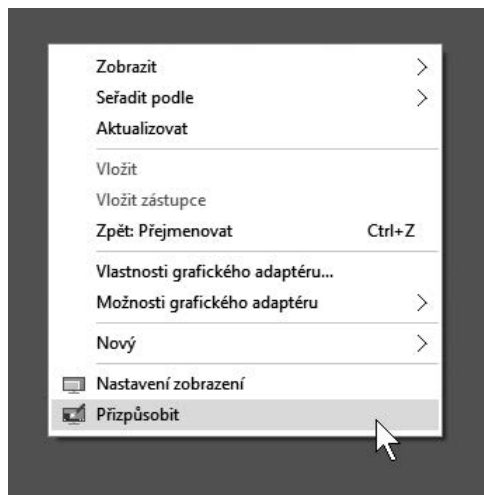 Zobrazit
Seřadit podle
Aktualizovat
Vložit
Vložit zástupce
Zpět: Přejmenovat Ctrl+Z
Vlastnosti grafického adaptéru...
Možnosti grafického adaptéru
Nový
Nastavení zobrazení
Přizpůsobit